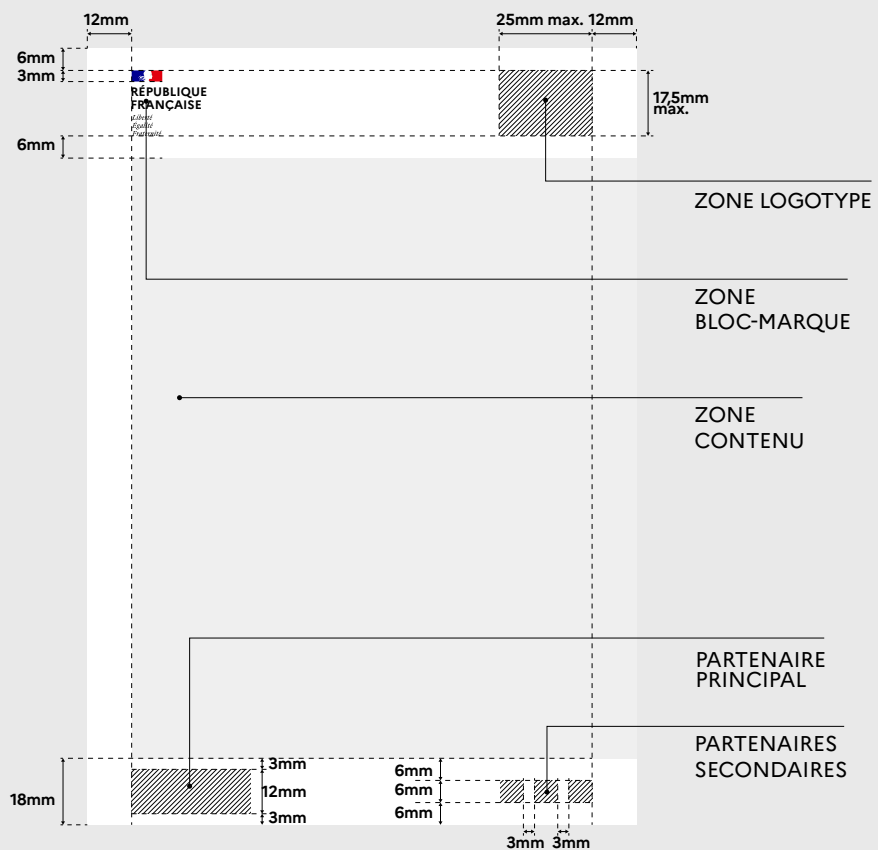 12mm
25mm max. 12mm
6mm
3mm
RÉPUBLIQUE
FRANÇAISE
Liberté
Égalité
Fraternité
17,5mm
max.
6mm
ZONE LOGOTYPE
ZONE
BLOC-MARQUE
ZONE
CONTENU
PARTENAIRE
PRINCIPAL
PARTENAIRES
SECONDAIRES
3mm
6mm
18mm
12mm
6mm
3mm
6mm
3mm 3mm